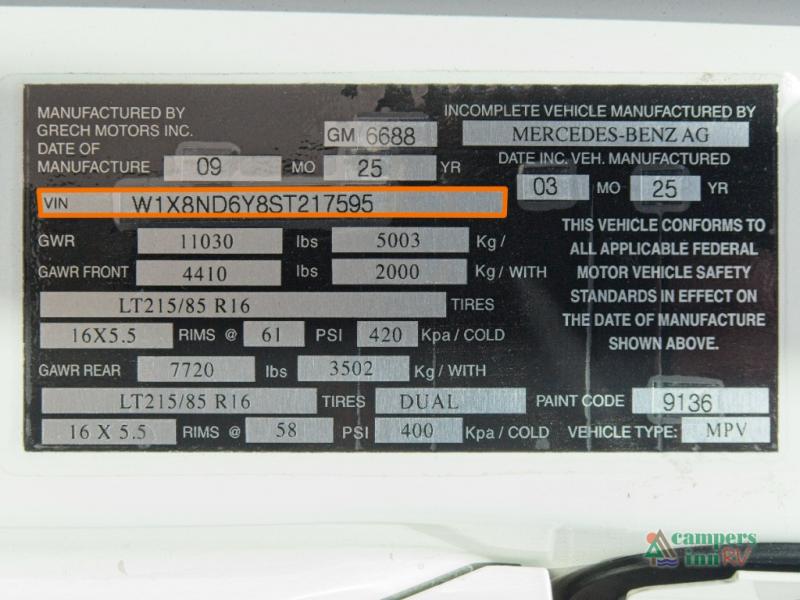 MANUFACTURED BY
GRECH MOTORS INC.
GM 6688
INCOMPLETE VEHICLE MANUFACTURED BY
MERCEDES-BENZ AG
DATE OF
MANUFACTURE 09 MO 25 YR
DATE INC. VEH. MANUFACTURED
03 MO 25 YR
VIN W1X8ND6Y8ST217595
GWR 11030 lbs 5003 Kg /
GAWR FRONT 4410 lbs 2000 Kg / WITH
LT215/85 R16 TIRES
16X5.5 RIMS @ 61 PSI 420 Kpa / COLD
THIS VEHICLE CONFORMS TO
ALL APPLICABLE FEDERAL
MOTOR VEHICLE SAFETY
STANDARDS IN EFFECT ON
THE DATE OF MANUFACTURE
SHOWN ABOVE.
GAWR REAR 7720 lbs 3502 Kg / WITH
LT215/85 R16 TIRES DUAL PAINT CODE 9136
16 X 5.5 RIMS @ 58 PSI 400 Kpa / COLD VEHICLE TYPE: MPV
campers
inn RV